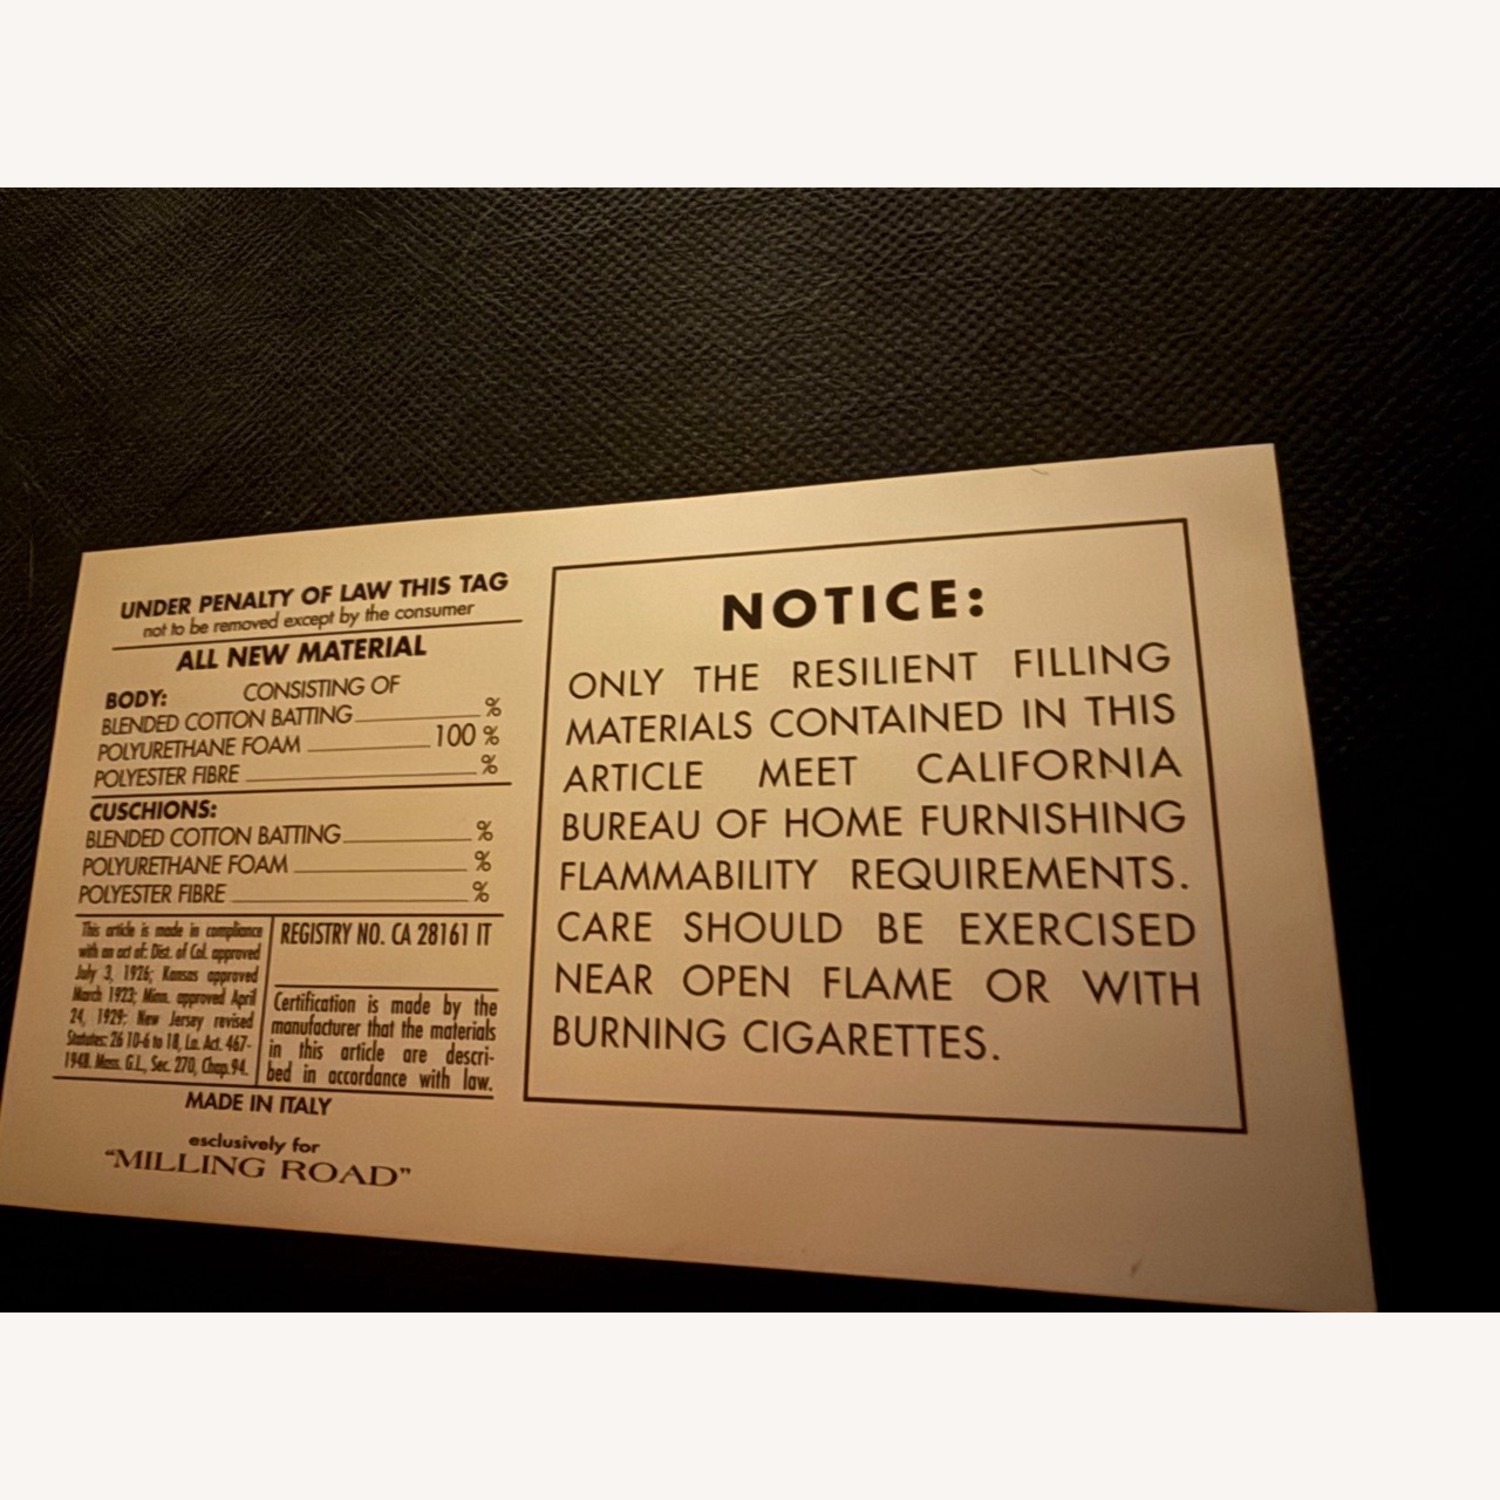 UNDER PENALTY OF LAW THIS TAG
not to be removed except by the consumer
ALL NEW MATERIAL
BODY: CONSISTING OF
BLENDED COTTON BATTING %
POLYURETHANE FOAM 100 %
POLYESTER FIBRE %
CUSCHIONS:
BLENDED COTTON BATTING %
POLYURETHANE FOAM %
POLYESTER FIBRE %
This article is made in compliance
with an act of: Dist. of Col. approved
July 3, 1926; Kansas approved
March 1923; Minn. approved April
24, 1929; New Jersey revised
Statutes: 26 10-6 to 18, La. Act. 467-
1948. Mass. G.L., Sec. 270, Chap.94.
REGISTRY NO. CA 28161 IT
Certification is made by the
manufacturer that the materials
in this article are descri-
bed in accordance with law.
MADE IN ITALY
esclusively for
"MILLING ROAD"
NOTICE:
ONLY THE RESILIENT FILLING
MATERIALS CONTAINED IN THIS
ARTICLE MEET CALIFORNIA
BUREAU OF HOME FURNISHING
FLAMMABILITY REQUIREMENTS.
CARE SHOULD BE EXERCISED
NEAR OPEN FLAME OR WITH
BURNING CIGARETTES.